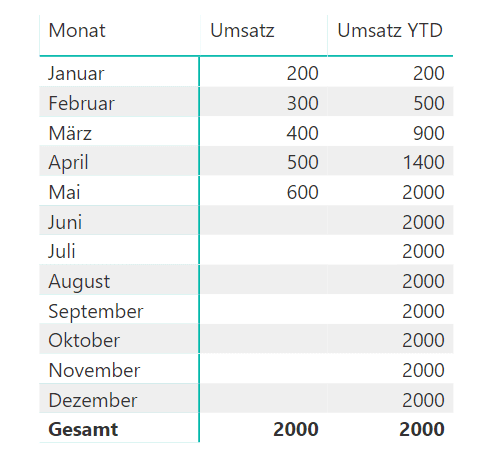 Monat Umsatz Umsatz YTD
Januar 200 200
Februar 300 500
März 400 900
April 500 1400
Mai 600 2000
Juni 2000
Juli 2000
August 2000
September 2000
Oktober 2000
November 2000
Dezember 2000
Gesamt 2000 2000